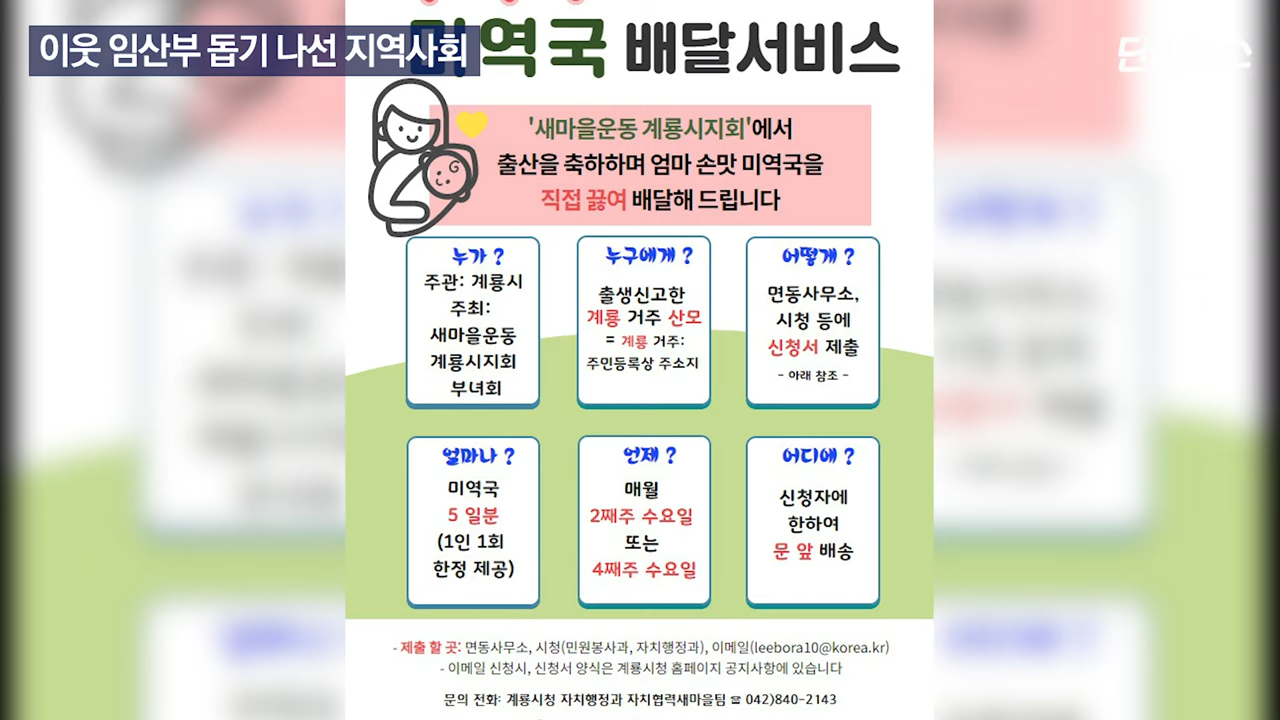 이웃 임산부 돕기 나선 지역사회
역국 배달서비스
'새마을운동 계룡시지회'에서
출산을 축하하며 엄마 손맛 미역국을
직접 끓여 배달해 드립니다
누가 ?
주관: 계룡시
주최:
새마을운동
계룡시지회
부녀회
누구에게 ?
출생신고한
계룡 거주 산모
= 계룡 거주:
주민등록상 주소지
어떻게 ?
면동사무소,
시청 등에
신청서 제출
- 아래 참조 -
얼마나 ?
미역국
5 일분
(1인 1회
한정 제공)
언제 ?
매월
2째주 수요일
또는
4째주 수요일
어디에 ?
신청자에
한하여
문 앞 배송
- 제출 할 곳: 면동사무소, 시청(민원봉사과, 자치행정과), 이메일(leebora10@korea.kr)
- 이메일 신청시, 신청서 양식은 계룡시청 홈페이지 공지사항에 있습니다
문의 전화: 계룡시청 자치행정과 자치협력새마을팀 ☎ 042)840-2143